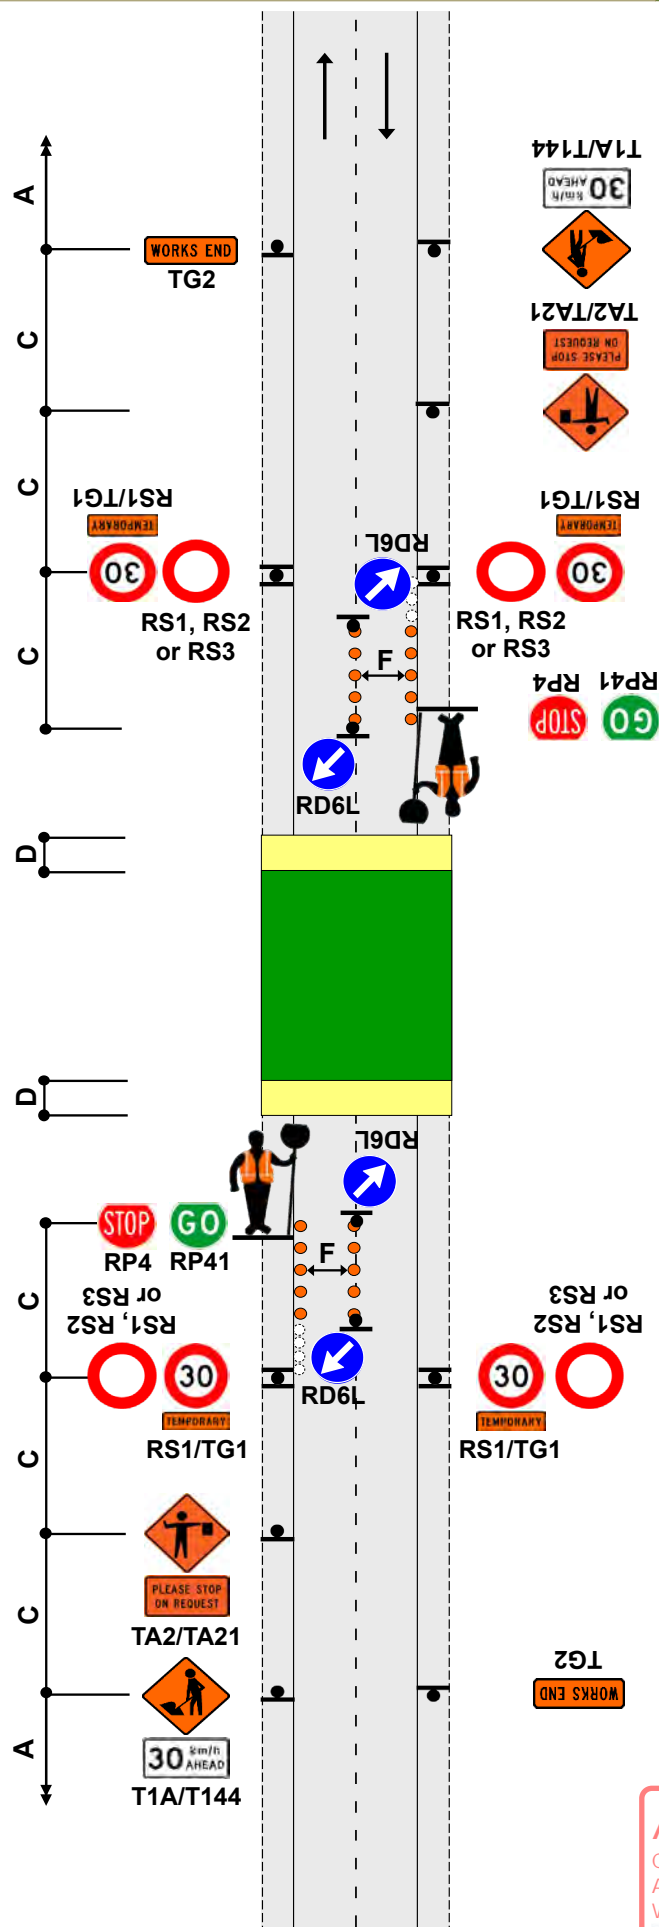 A
T1A/T144
30 km/h
AHEAD
WORKS END
TG2
C
TA2/TA21
PLEASE STOP
ON REQUEST
C
RS1/TG1
TEMPORARY
30
RS1, RS2
or RS3
RD6L
RS1/TG1
TEMPORARY
30
RS1, RS2
or RS3
C
F
RP4
RP41
STOP
GO
RD6L
D
D
RD6L
STOP
GO
RP4
RP41
F
C
RS1, RS2
or RS3
30
TEMPORARY
RS1/TG1
RD6L
RS1, RS2
or RS3
30
TEMPORARY
RS1/TG1
C
PLEASE STOP
ON REQUEST
TA2/TA21
C
TG2
WORKS END
30 km/h
AHEAD
T1A/T144
A